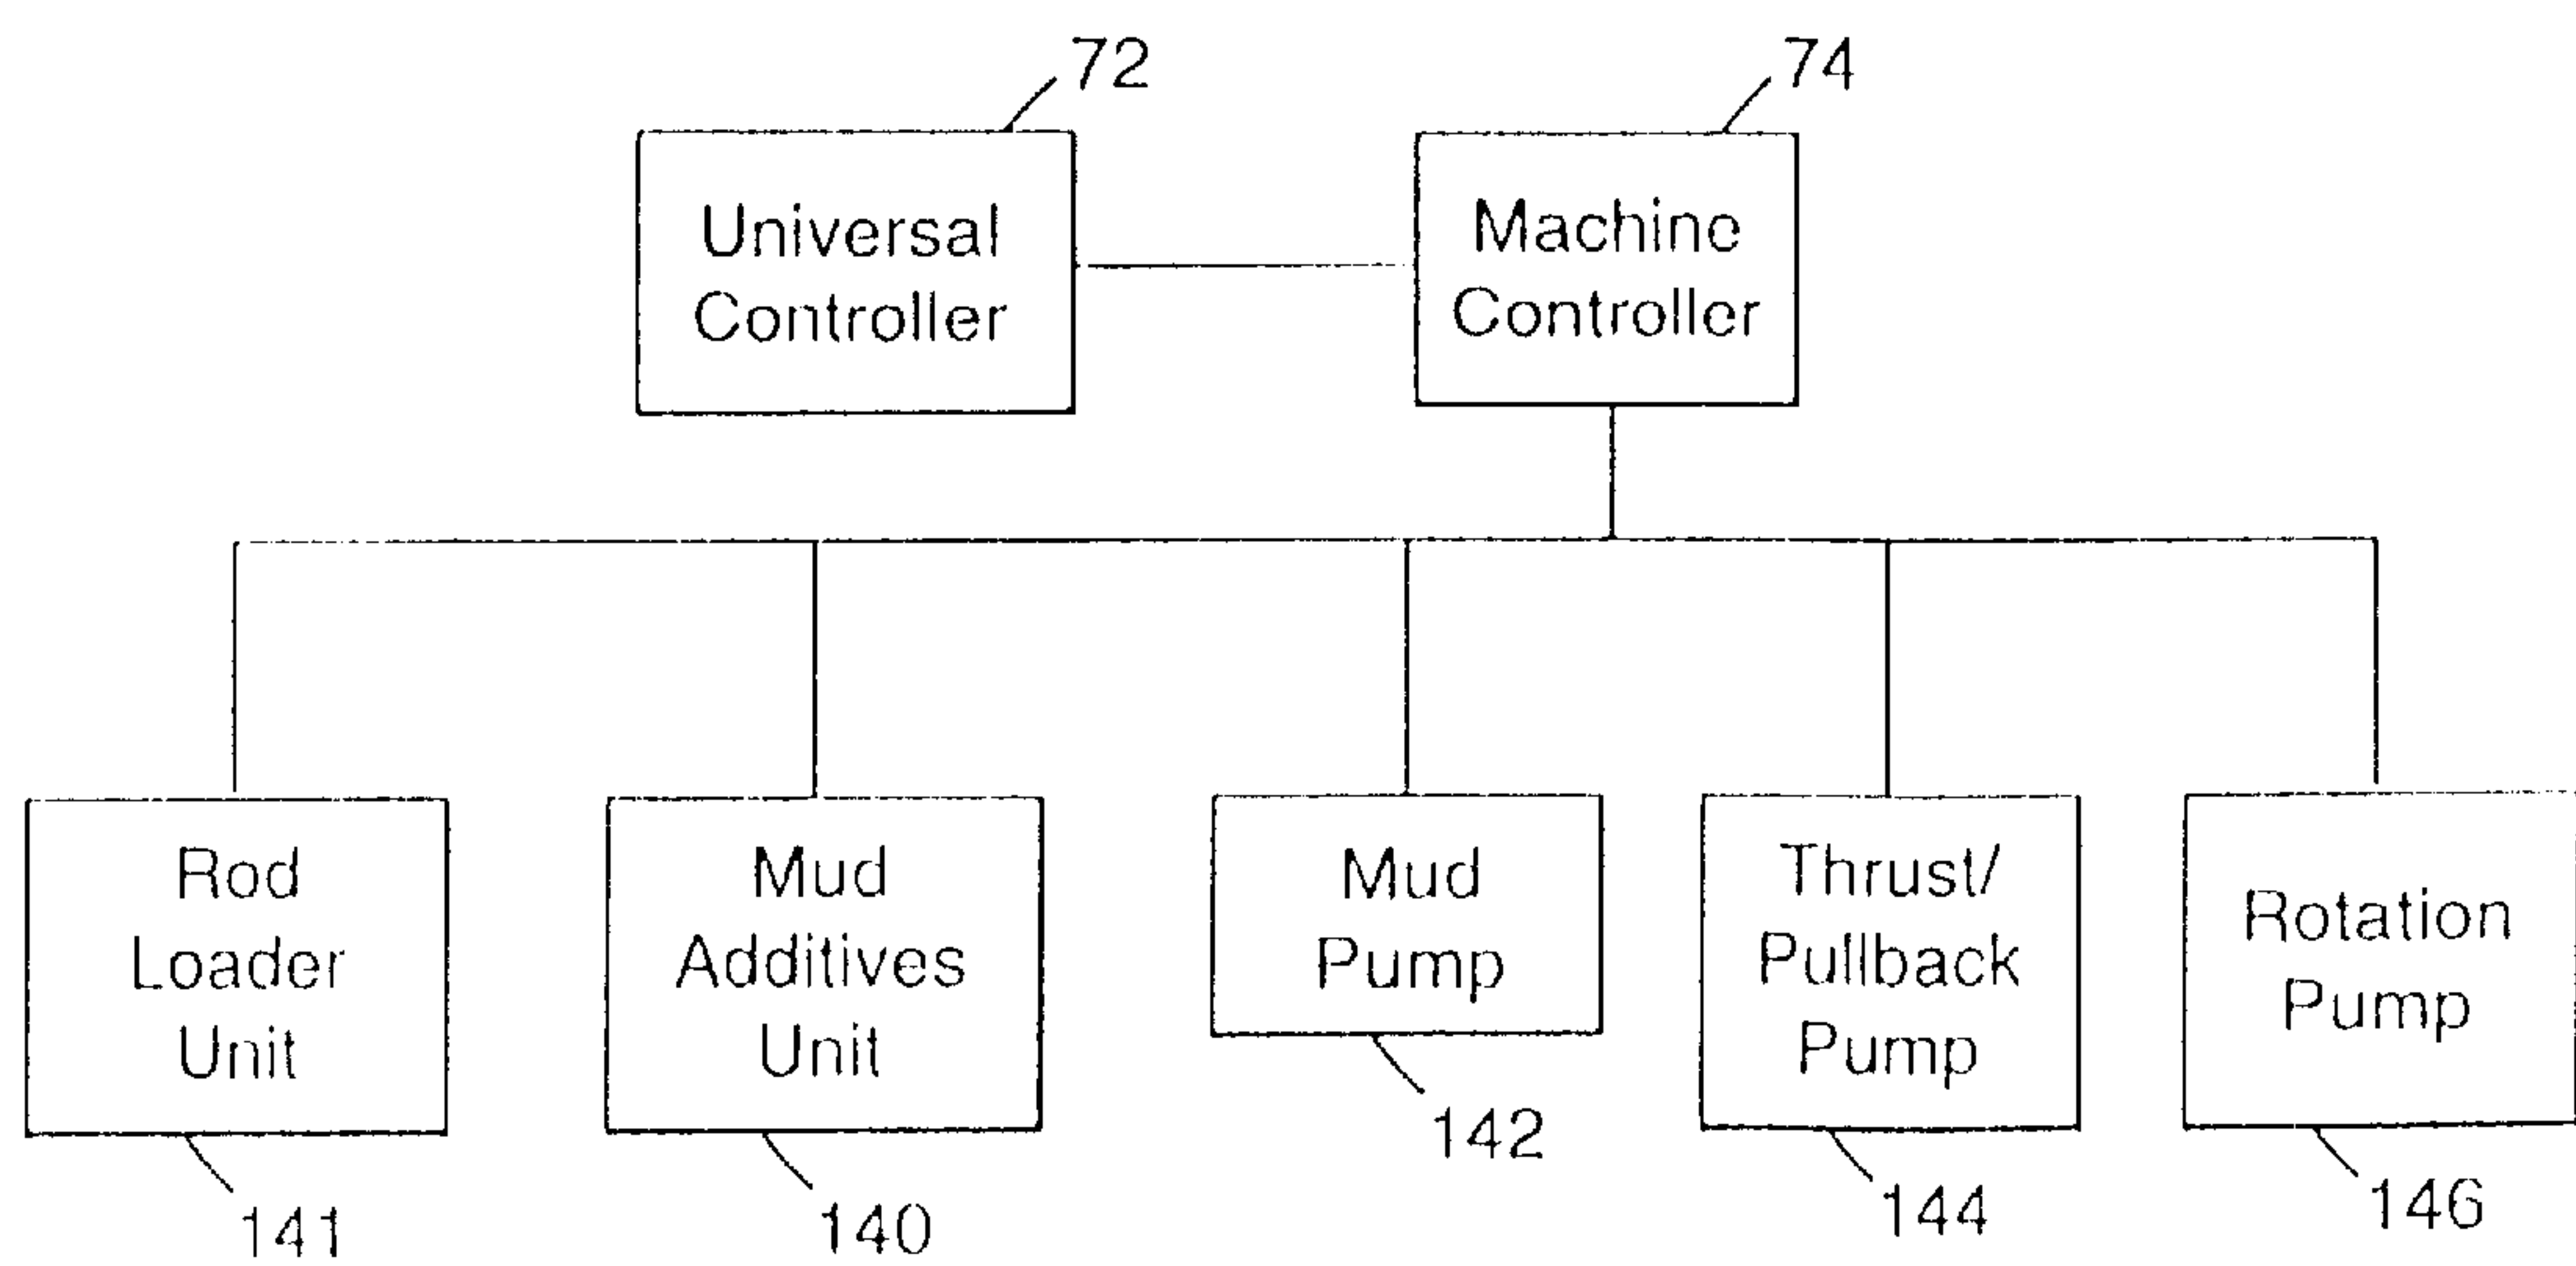 72
74
Universal
Controller
Machine
Controller
Rod
Loader
Unit
Mud
Additives
Unit
Mud
Pump
Thrust/
Pullback
Pump
Rotation
Pump
141
140
142
144
146